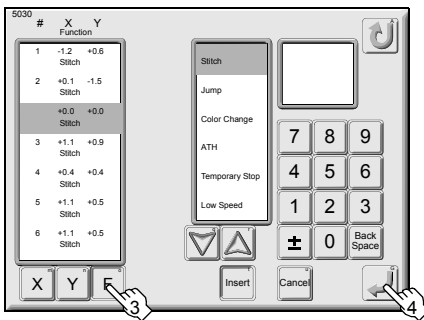 5030
# X Y
Function
1 -1.2 +0.6
Stitch
2 +0.1 -1.5
Stitch
+0.0 +0.0
Stitch
3 +1.1 +0.9
Stitch
4 +0.4 +0.4
Stitch
5 +1.1 +0.5
Stitch
6 +1.1 +0.5
Stitch
X Y F
3
Stitch
Jump
Color Change
ATH
Temporary Stop
Low Speed
Insert
Cancel
7 8 9
4 5 6
1 2 3
± 0 Back
Space
4